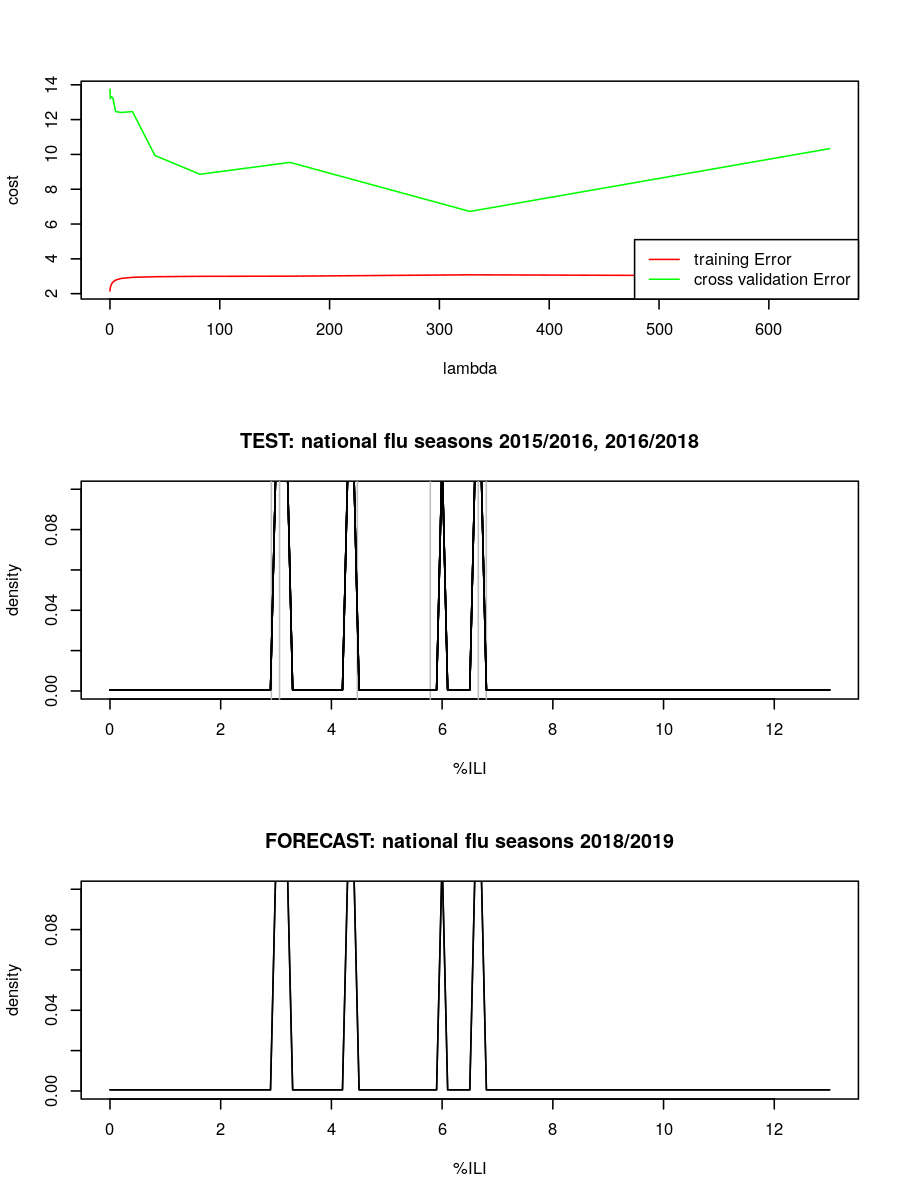 14
12
10
8
6
4
2
cost
training Error
cross validation Error
0 100 200 300 400 500 600
lambda
TEST: national flu seasons 2015/2016, 2016/2018
0.08
0.04
0.00
density
0 2 4 6 8 10 12
%ILI
FORECAST: national flu seasons 2018/2019
0.08
0.04
0.00
density
0 2 4 6 8 10 12
%ILI